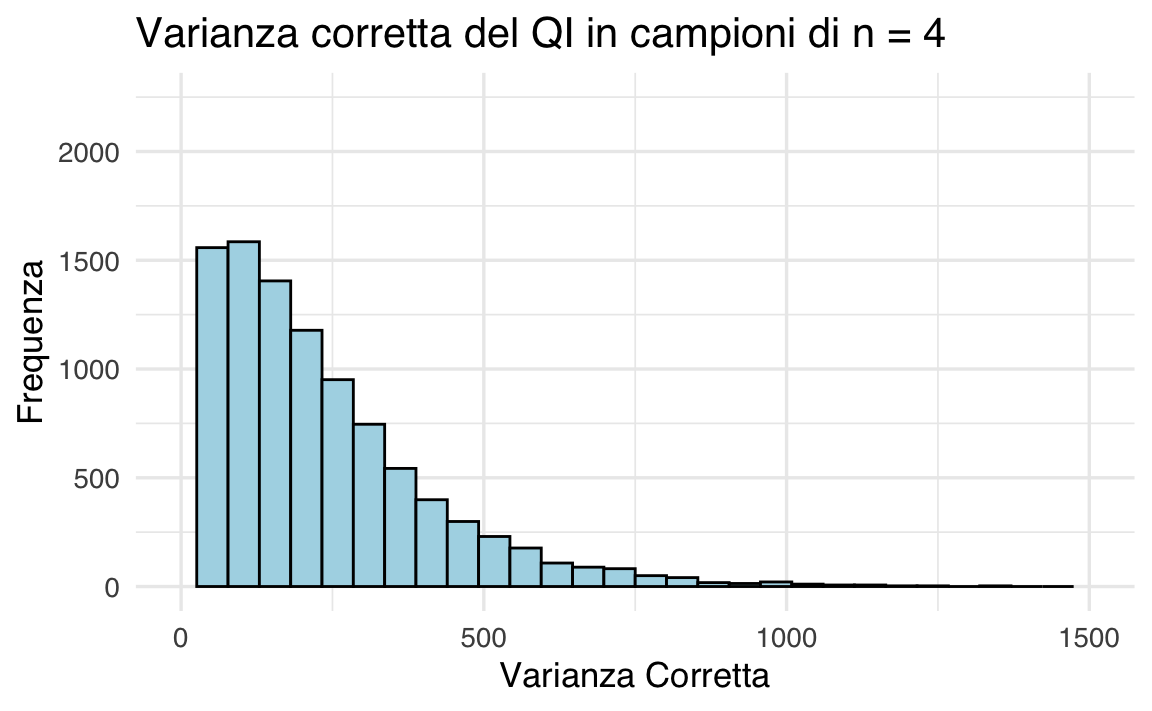 Varianza corretta del QI in campioni di n = 4
Frequenza
2000
1500
1000
500
0
0 500 1000 1500
Varianza Corretta